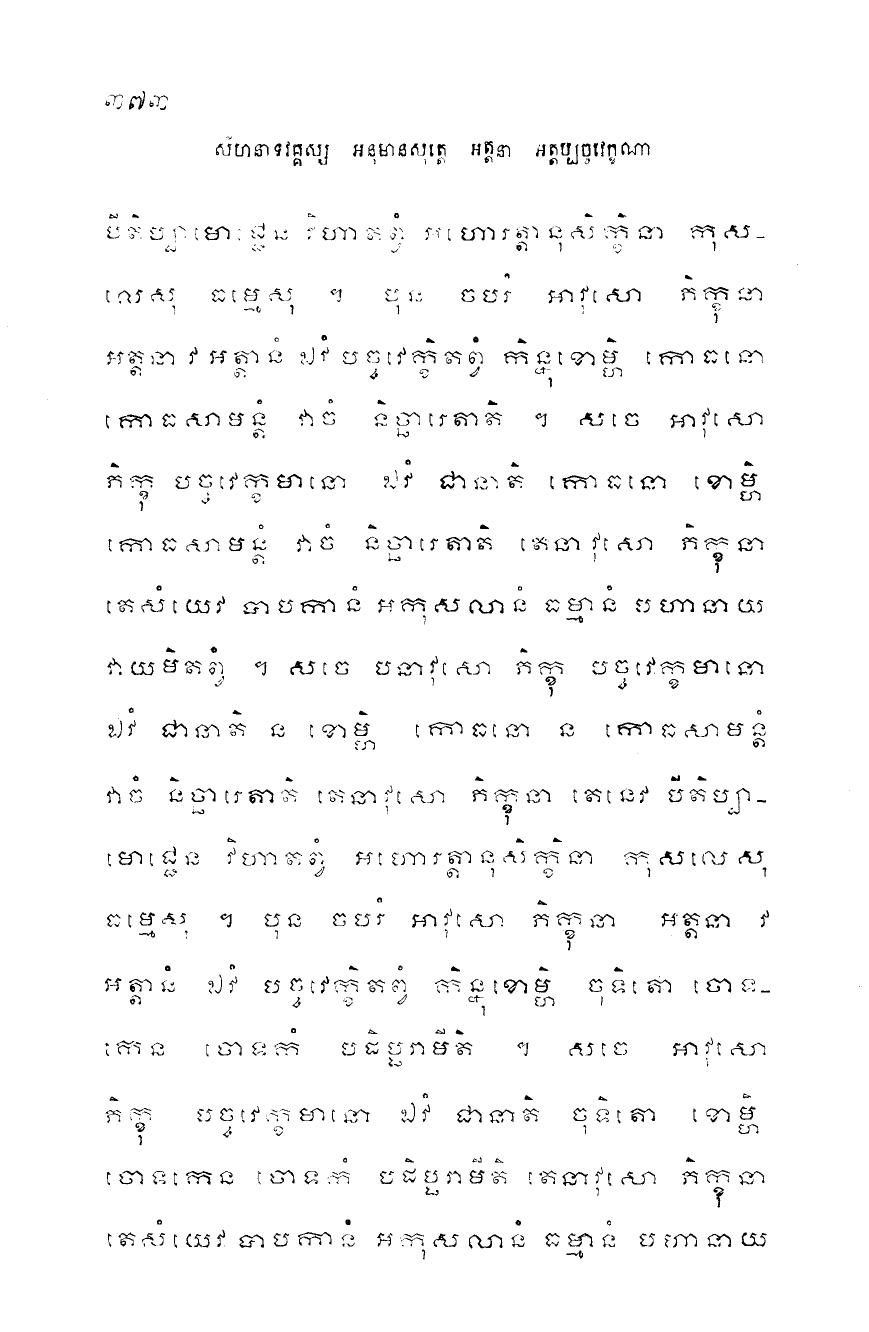 ៣៧៣
សីហនាទវគ្គស្ស អនុមានសុត្តេ អត្តនា អត្តប្បច្ចវេក្ខណា
បីតិប្បាមោជ្ជេន វិហាតព្វំ អហោរត្តានុសិក្ខិនា កុស-
លេសុ ធម្មេសុ ។ បុន ចបរំ អាវុសោ ភិក្ខុនា
អត្តនា វ អត្តានំ ឯវំ បច្ចវេក្ខិតព្វំ កិន្នុខោម្ហិ កោធនោ
កោធសាមន្តំ វាចំ និច្ឆារេតាតិ ។ សចេ អាវុសោ
ភិក្ខុ បច្ចវេក្ខមានោ ឯវំ ជានាតិ កោធនោ ខោម្ហិ
កោធសាមន្តំ វាចំ និច្ឆារេតាតិ តេនាវុសោ ភិក្ខុនា
តេសំយេវ បាបកានំ អកុសលានំ ធម្មានំ បហានាយ
វាយមិតព្វំ ។ សចេ បនាវុសោ ភិក្ខុ បច្ចវេក្ខមានោ
ឯវំ ជានាតិ ន ខោម្ហិ កោធនោ ន កោធសាមន្តំ
វាចំ និច្ឆារេតាតិ តេនាវុសោ ភិក្ខុនា តេនេវ បីតិប្បា-
មោជ្ជេន វិហាតព្វំ អហោរត្តានុសិក្ខិនា កុសលេសុ
ធម្មេសុ ។ បុន ចបរំ អាវុសោ ភិក្ខុនា អត្តនា វ
អត្តានំ ឯវំ បច្ចវេក្ខិតព្វំ កិន្នុខោម្ហិ ចុទិតោ ចោទ-
កេន ចោទកំ បដិប្ផរាមីតិ ។ សចេ អាវុសោ
ភិក្ខុ បច្ចវេក្ខមានោ ឯវំ ជានាតិ ចុទិតោ ខោម្ហិ
ចោទកេន ចោទកំ បដិប្ផរាមីតិ តេនាវុសោ ភិក្ខុនា
តេសំយេវ បាបកានំ អកុសលានំ ធម្មានំ បហានាយ